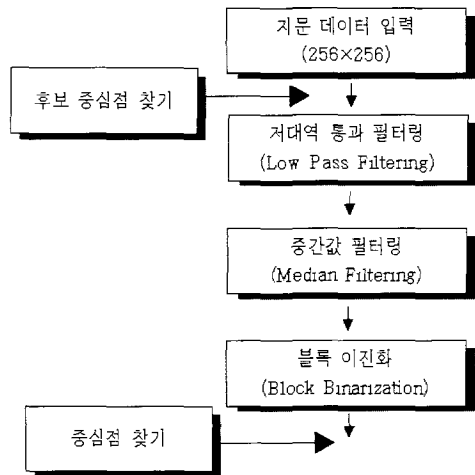 지문 데이터 입력
(256×256)
후보 중심점 찾기
저대역 통과 필터링
(Low Pass Filtering)
중간값 필터링
(Median Filtering)
블록 이진화
(Block Binarization)
중심점 찾기